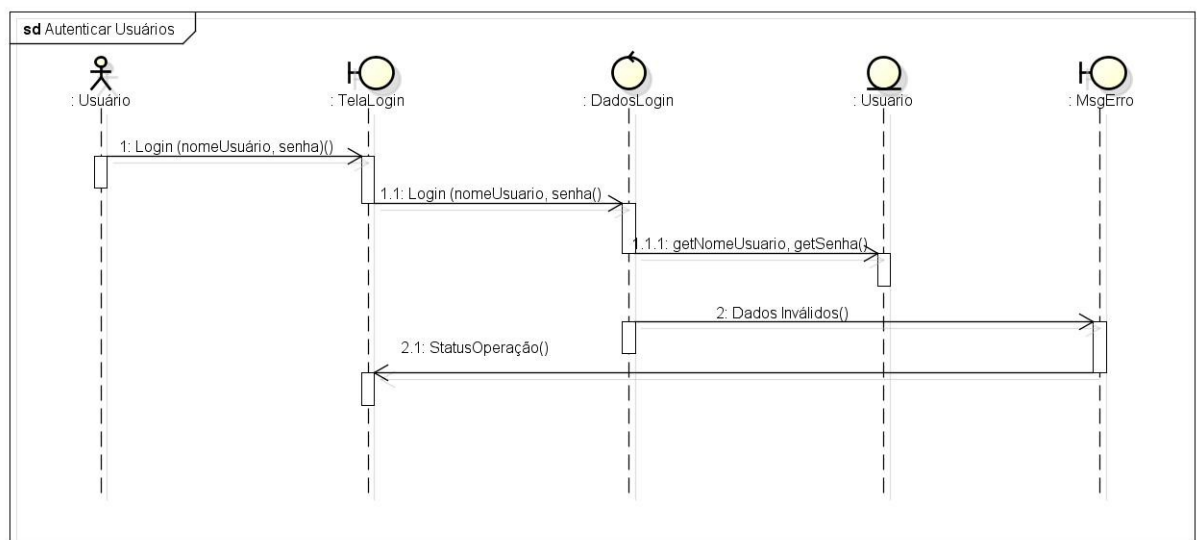 sd Autenticar Usuários
: Usuário
: TelaLogin
: DadosLogin
: Usuario
: MsgErro
1: Login (nomeUsuário, senha)()
1.1: Login (nomeUsuario, senha()
1.1.1: getNomeUsuario, getSenha()
2: Dados Inválidos()
2.1: StatusOperação()